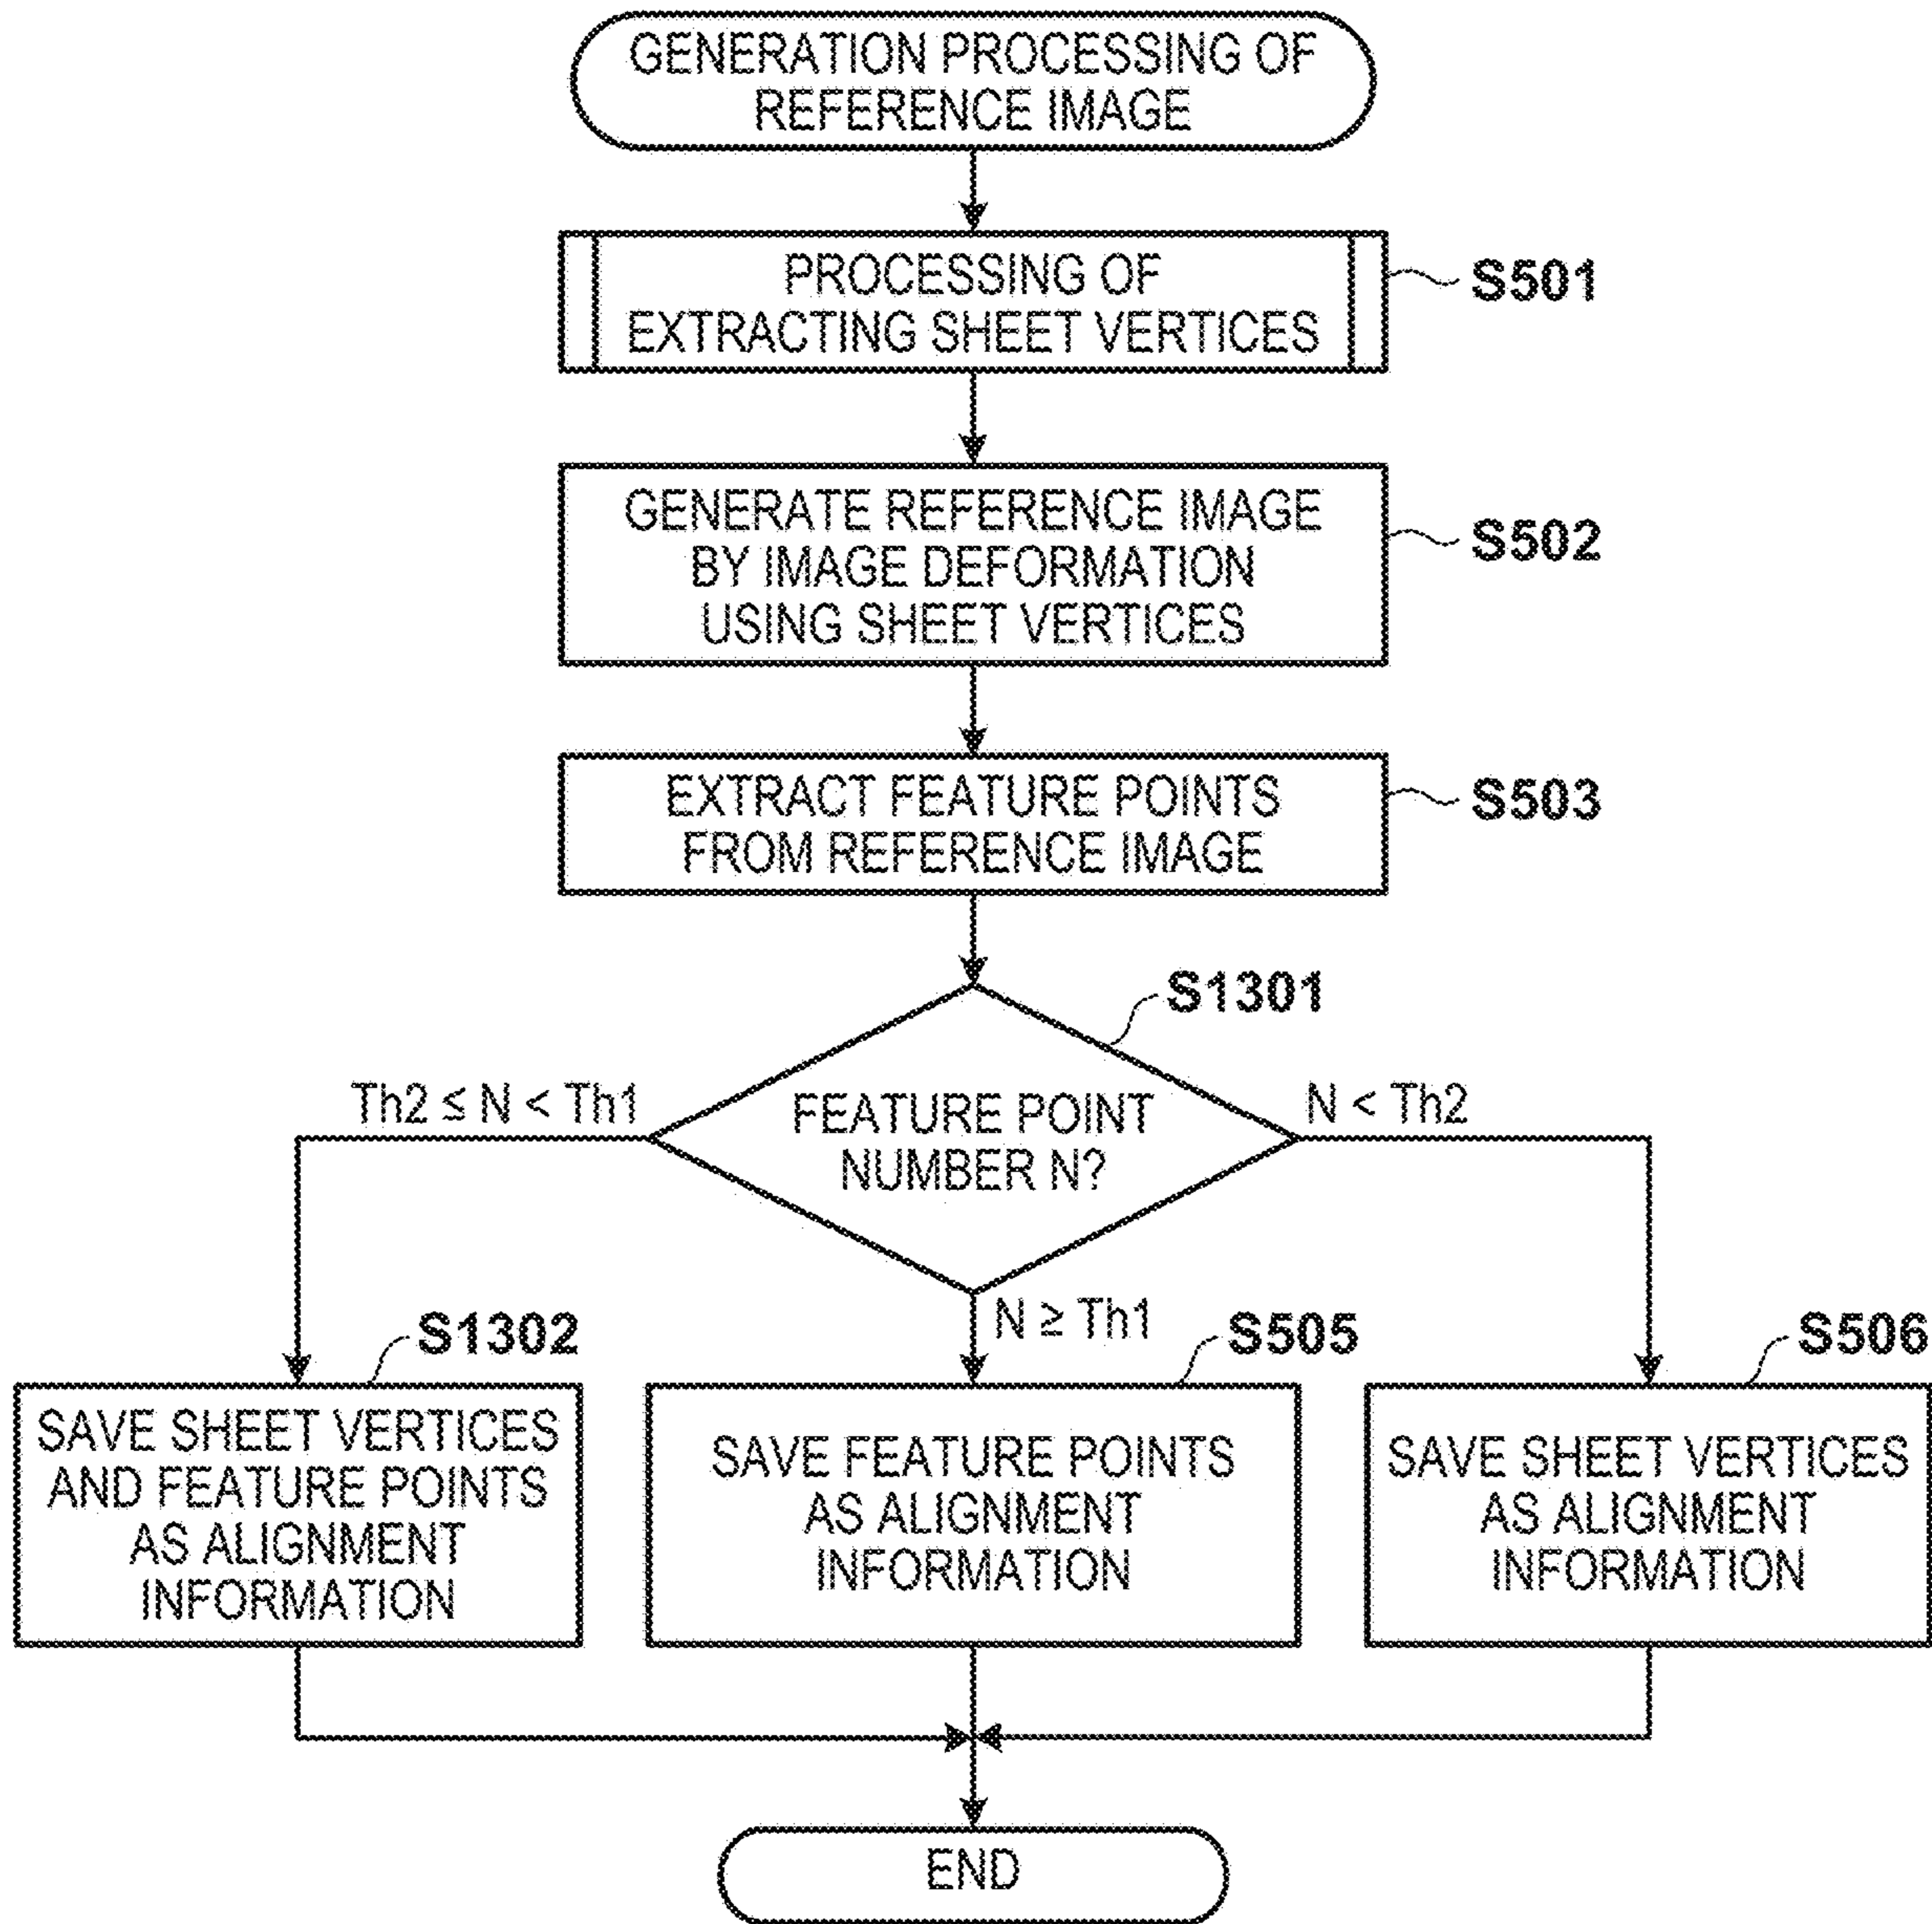 GENERATION PROCESSING OF
REFERENCE IMAGE
PROCESSING OF
EXTRACTING SHEET VERTICES
S501
GENERATE REFERENCE IMAGE
BY IMAGE DEFORMATION
USING SHEET VERTICES
S502
EXTRACT FEATURE POINTS
FROM REFERENCE IMAGE
S503
S1301
FEATURE POINT
NUMBER N?
Th2 ≤ N < Th1
N < Th2
N ≥ Th1
S1302
SAVE SHEET VERTICES
AND FEATURE POINTS
AS ALIGNMENT
INFORMATION
S505
SAVE FEATURE POINTS
AS ALIGNMENT
INFORMATION
S506
SAVE SHEET VERTICES
AS ALIGNMENT
INFORMATION
END